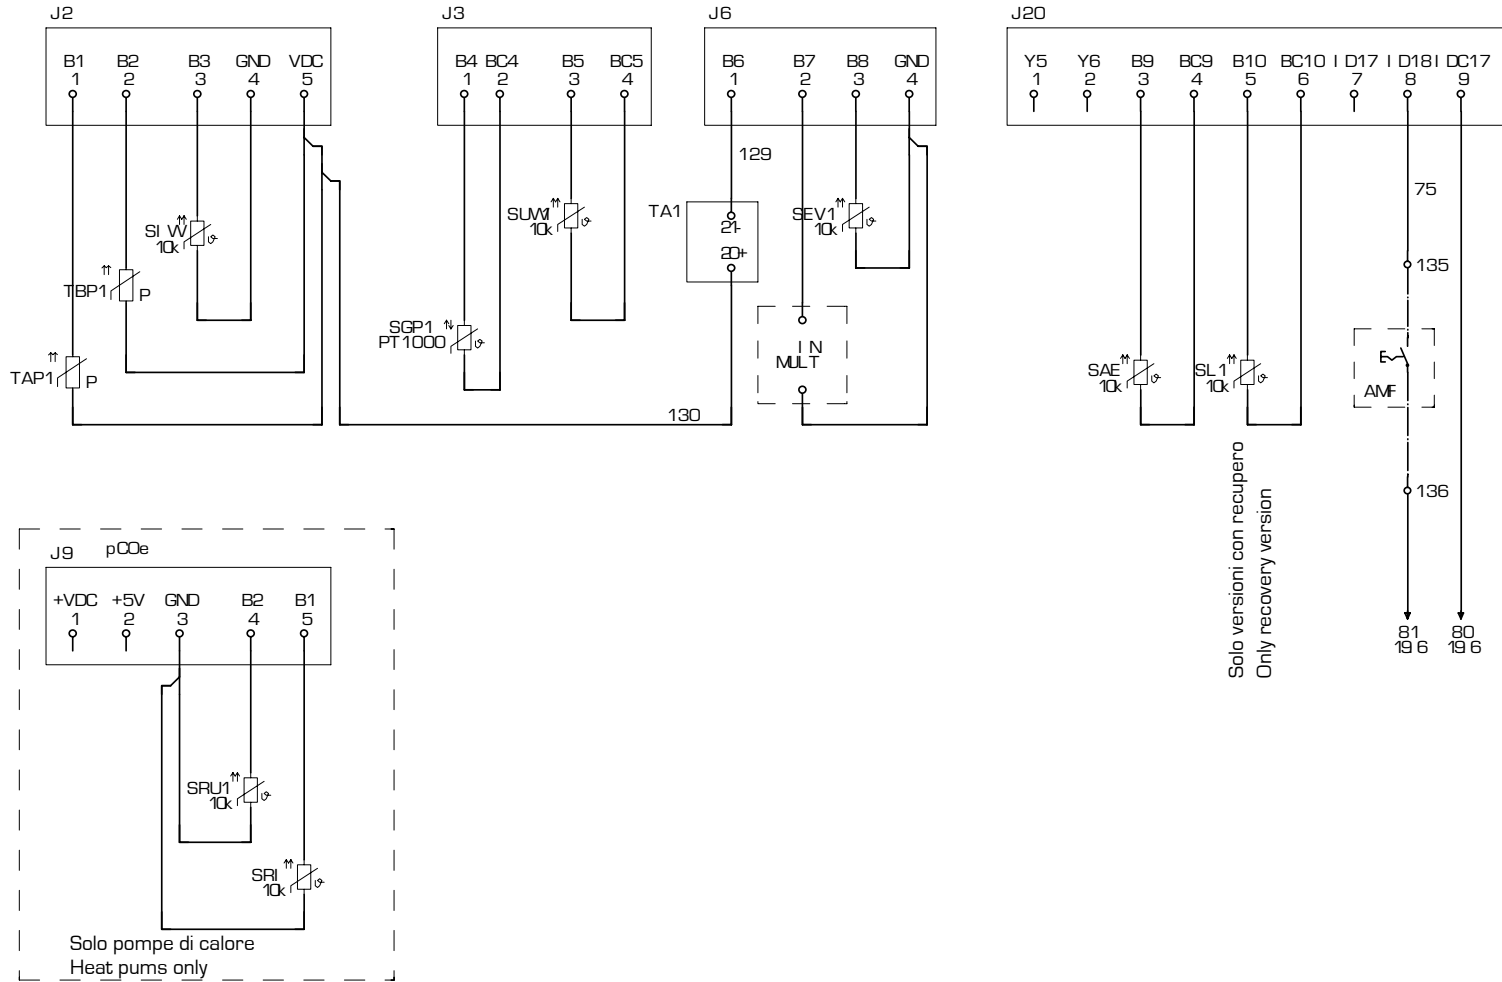 J2
B1 B2 B3 GND VDC
1 2 3 4 5
SIW
10k
TBP1 P
TAP1 P
J3
B4 BC4 B5 BC5
1 2 3 4
SUW1
10k
SGP1
PT1000
J6
B6 B7 B8 GND
1 2 3 4
129
TA1
21-
20+
SEV1
10k
IN
MULT
130
J20
Y5 Y6 B9 BC9 B10 BC10 ID17 ID18 IDC17
1 2 3 4 5 6 7 8 9
75
135
SAE
10k
SL1
10k
AMF
136
81
19.6
80
19.6
Solo versioni con recupero
Only recovery version
J9 pCOe
+VDC +5V GND B2 B1
1 2 3 4 5
SRU1
10k
SRI
10k
Solo pompe di calore
Heat pums only